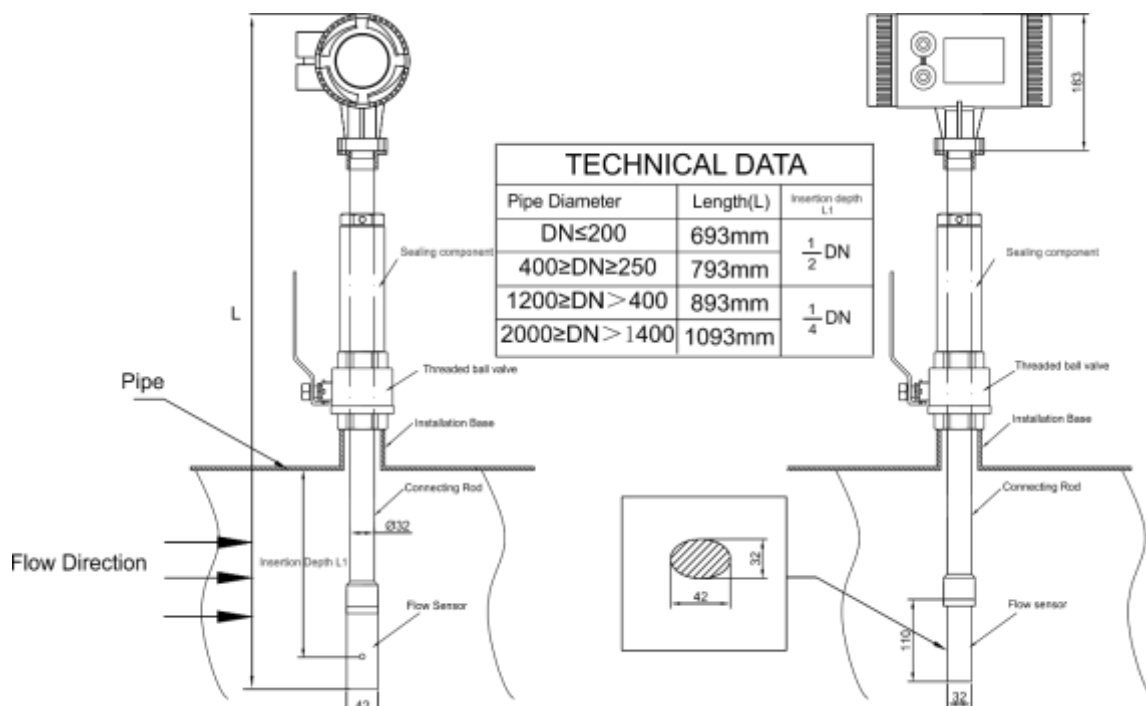 183
TECHNICAL DATA
Pipe Diameter Length(L) Insertion depth L1
DN≤200 693mm 1/2 DN
400≥DN≥250 793mm
1200≥DN>400 893mm 1/4 DN
2000≥DN>1400 1093mm
Sealing component
Sealing component
L
Threaded ball valve
Threaded ball valve
Pipe
Installation Base
Installation Base
Connecting Rod
Connecting Rod
Ø32
Flow Direction
Insertion Depth L1
32
42
Flow Sensor
Flow sensor
110
42
32